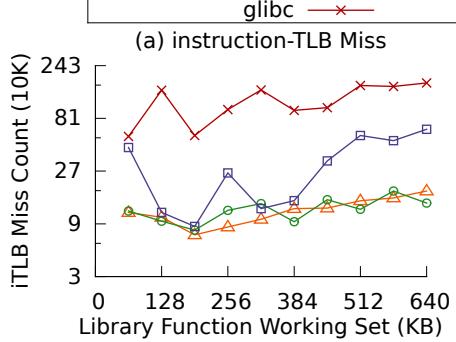 glibc
(a) instruction-TLB Miss
243
81
27
9
3
iTLB Miss Count (10K)
0 128 256 384 512 640
Library Function Working Set (KB)